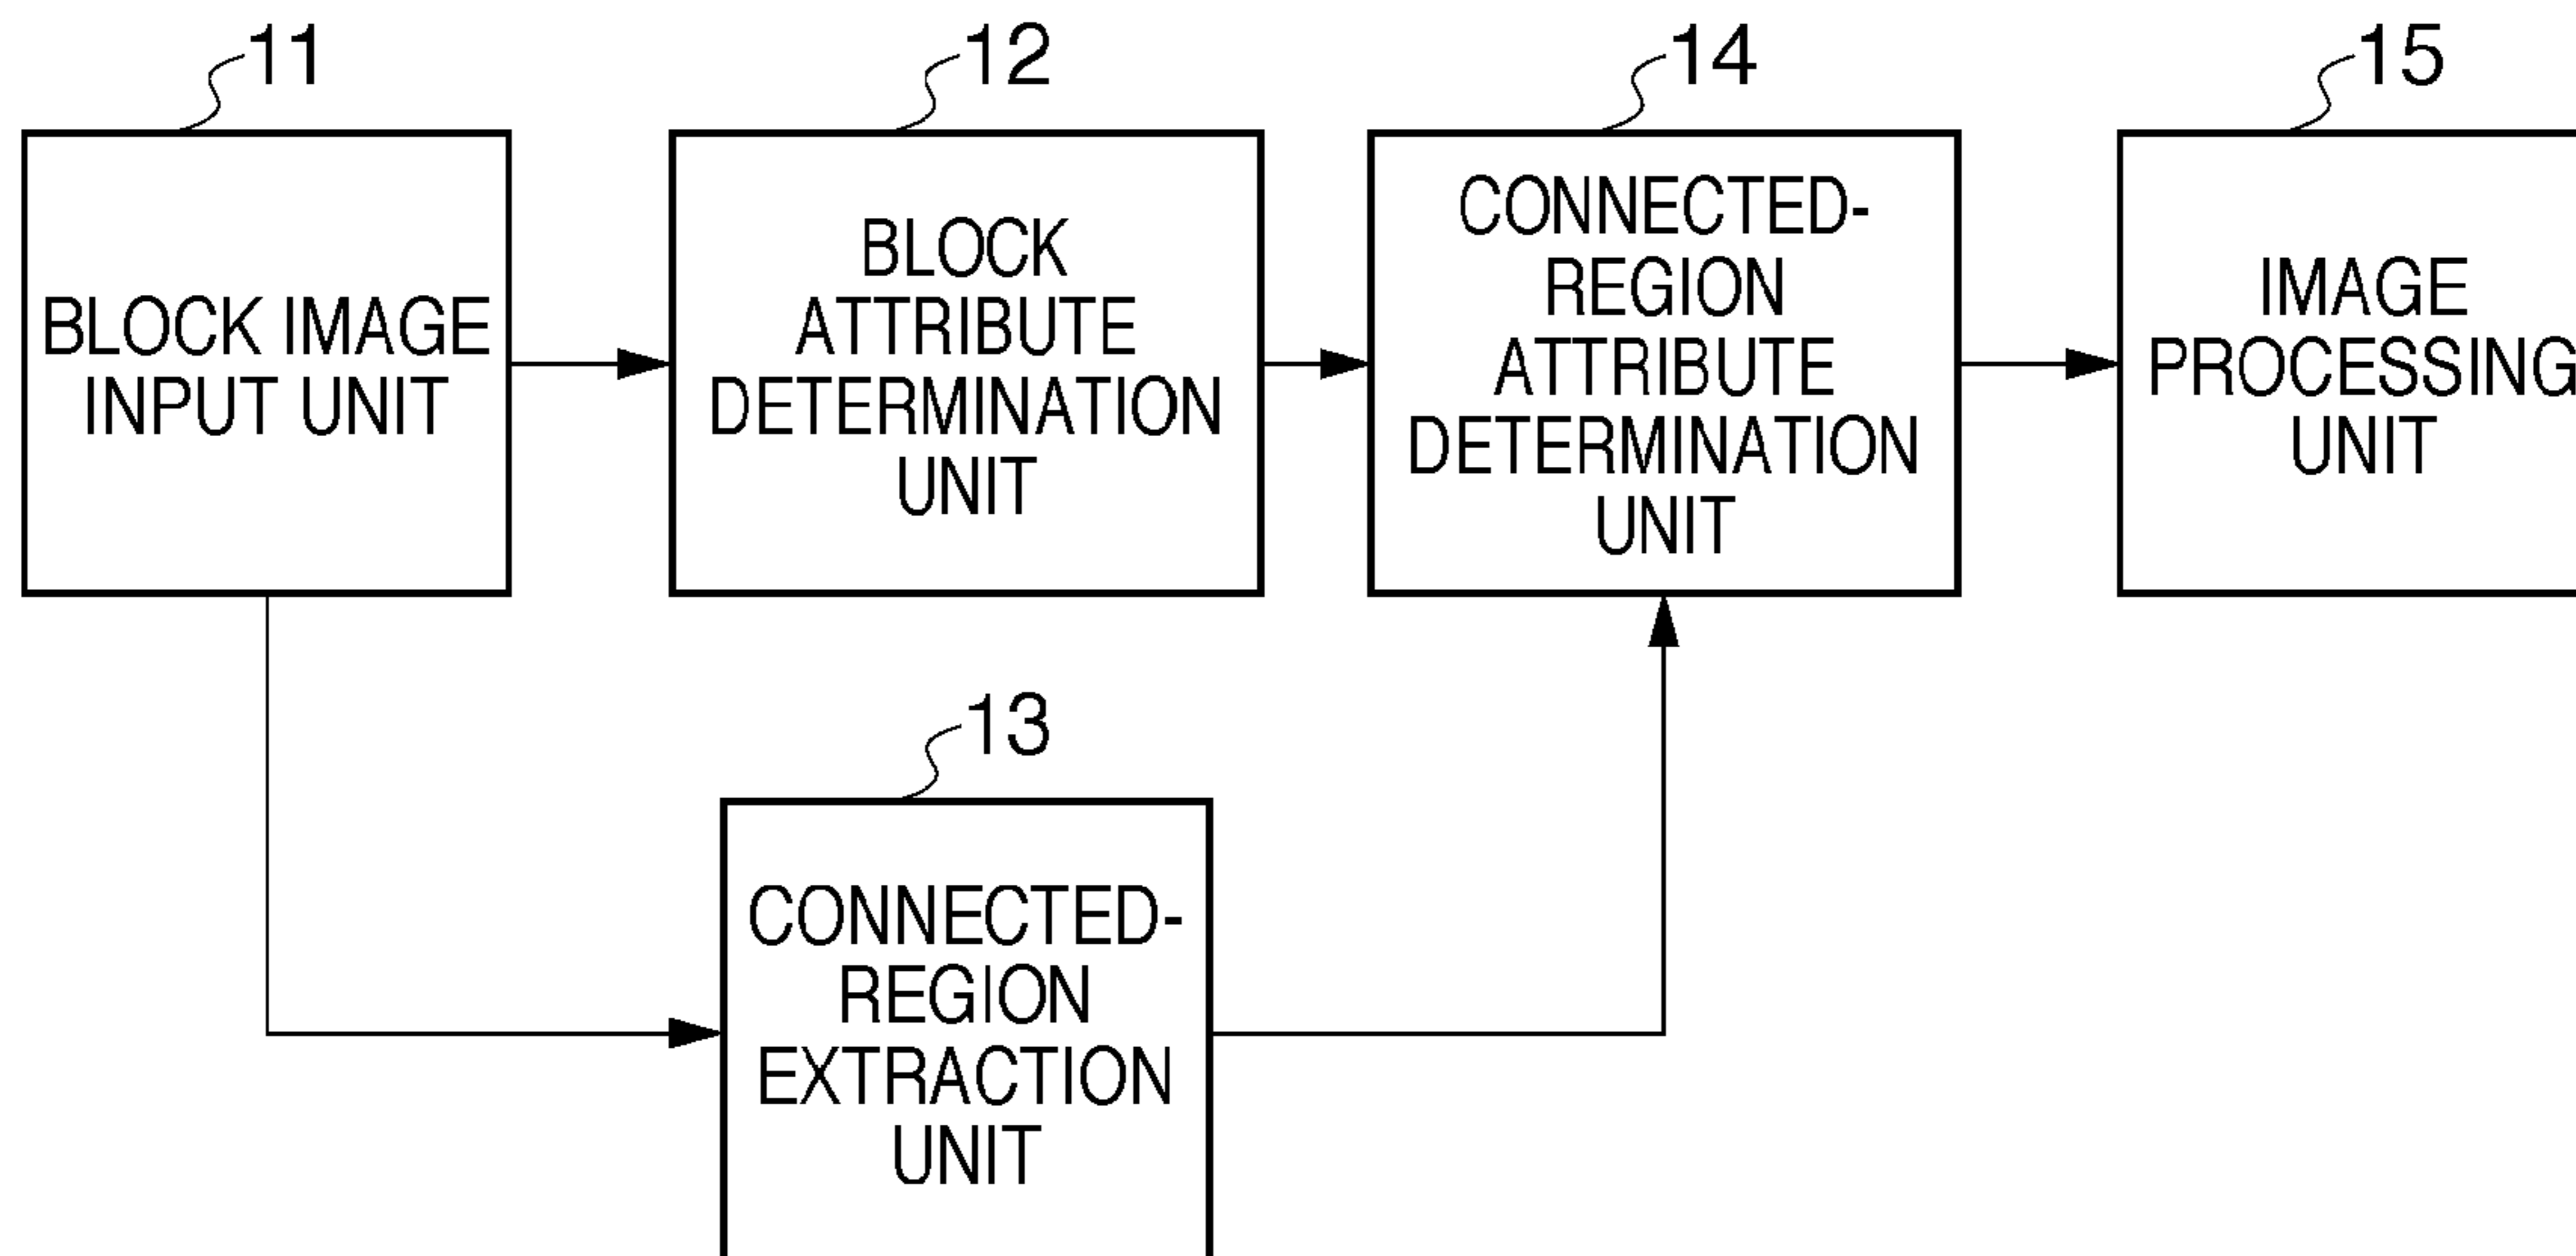 11
BLOCK IMAGE
INPUT UNIT
12
BLOCK
ATTRIBUTE
DETERMINATION
UNIT
14
CONNECTED-
REGION
ATTRIBUTE
DETERMINATION
UNIT
15
IMAGE
PROCESSING
UNIT
13
CONNECTED-
REGION
EXTRACTION
UNIT